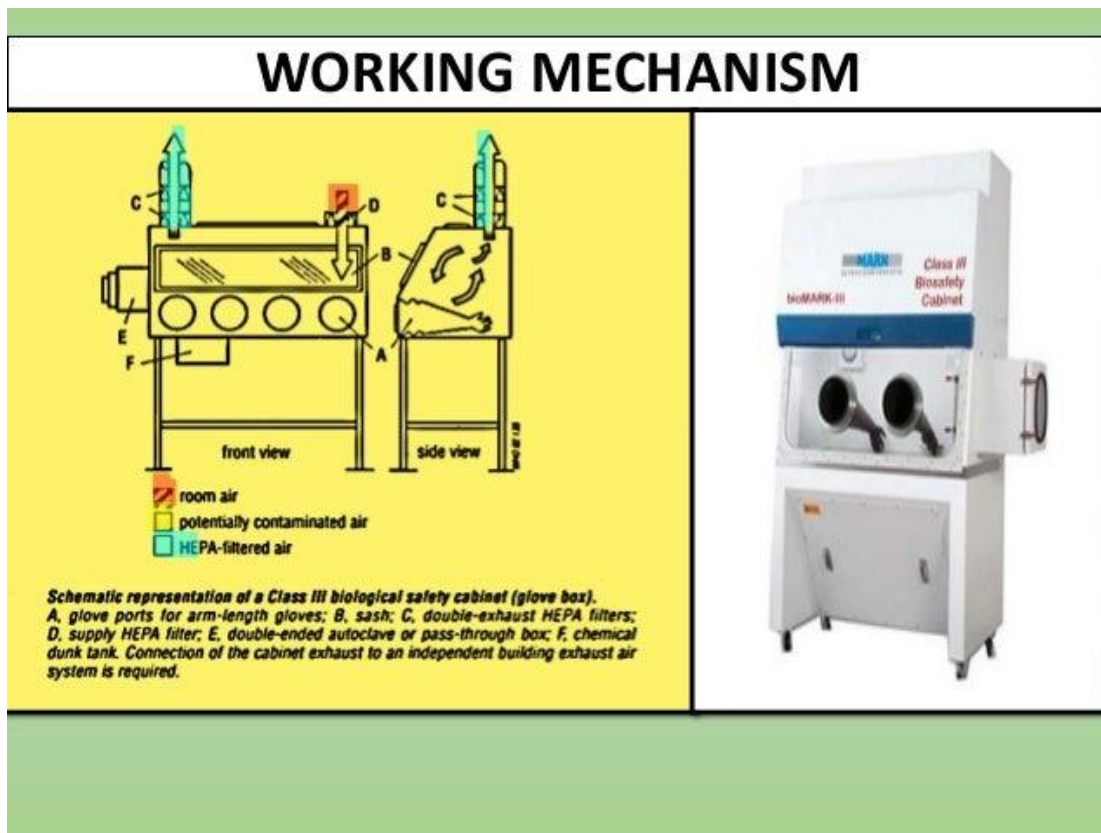 WORKING MECHANISM
C
D
C
B
E
F
A
front view
side view
room air
potentially contaminated air
HEPA-filtered air
Schematic representation of a Class III biological safety cabinet (glove box).
A, glove ports for arm-length gloves; B, sash; C, double-exhaust HEPA filters;
D, supply HEPA filter; E, double-ended autoclave or pass-through box; F, chemical
dunk tank. Connection of the cabinet exhaust to an independent building exhaust air
system is required.
MARK
Class III
Biosafety
Cabinet
bioMARK-III